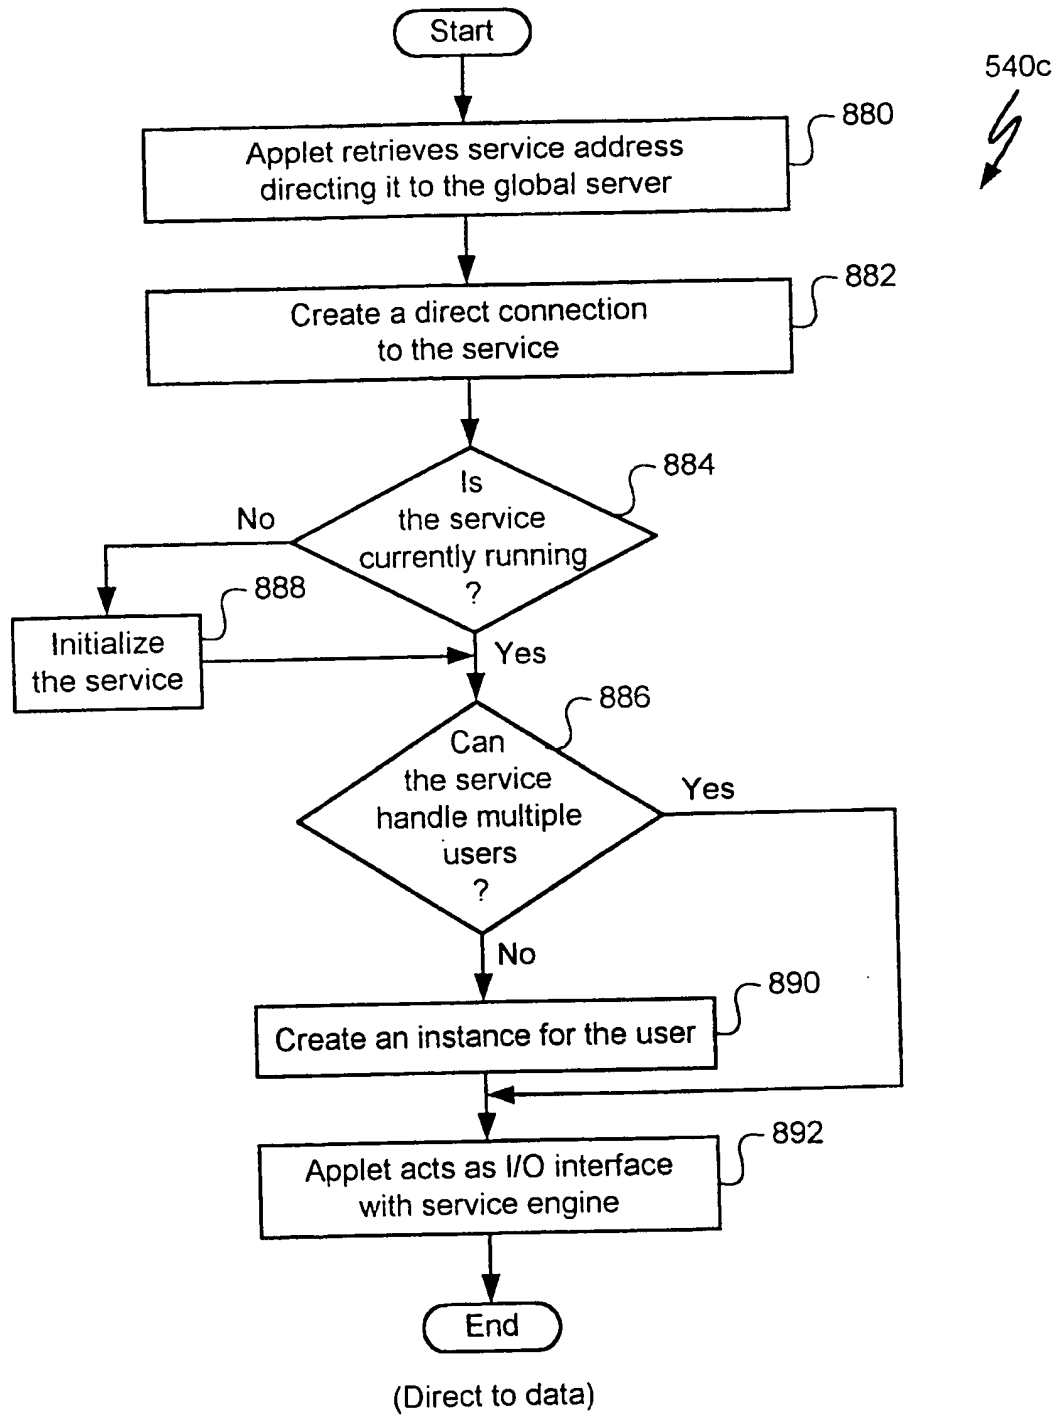 Start
540c
880
Applet retrieves service address
directing it to the global server
882
Create a direct connection
to the service
884
Is
the service
currently running
?
No
888
Initialize
the service
Yes
886
Can
the service
handle multiple
users
?
Yes
No
890
Create an instance for the user
892
Applet acts as I/O interface
with service engine
End
(Direct to data)